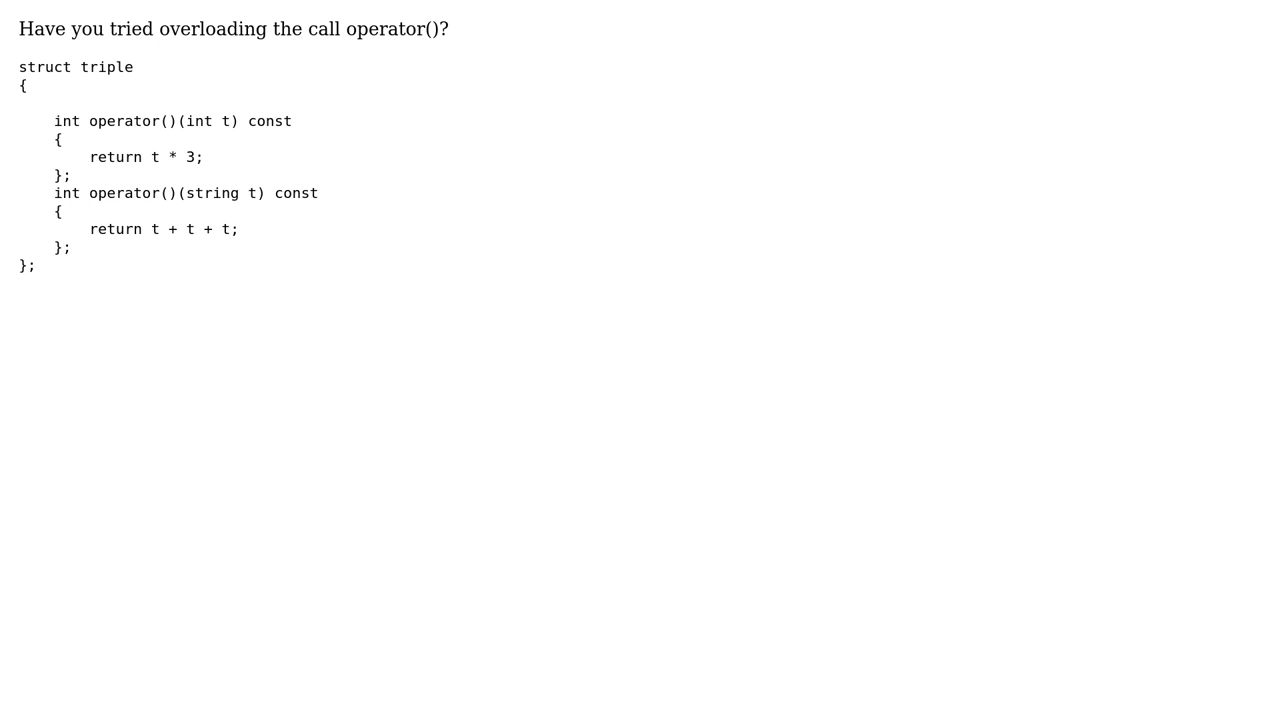 Have you tried overloading the call operator()?
struct triple
{
int operator()(int t) const
{
return t * 3;
};
int operator()(string t) const
{
return t + t + t;
};
};